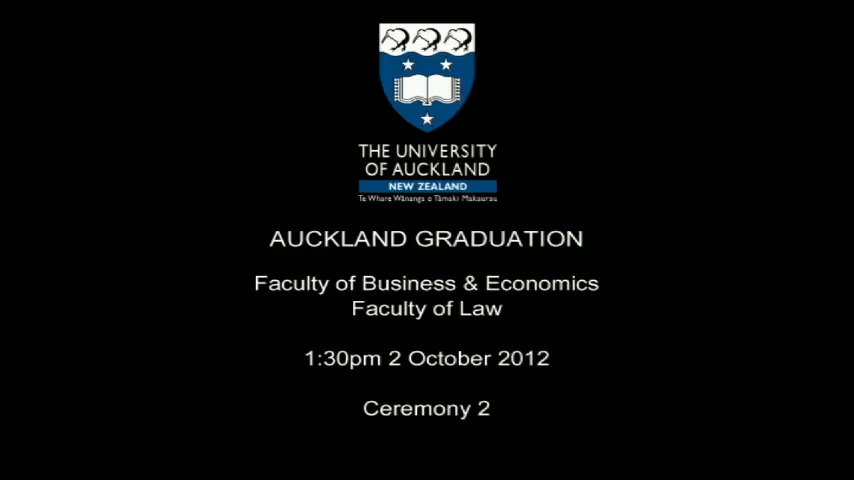 THE UNIVERSITY
OF AUCKLAND
NEW ZEALAND
Te Whare Wānanga o Tāmaki Makaurau
AUCKLAND GRADUATION
Faculty of Business & Economics
Faculty of Law
1:30pm 2 October 2012
Ceremony 2